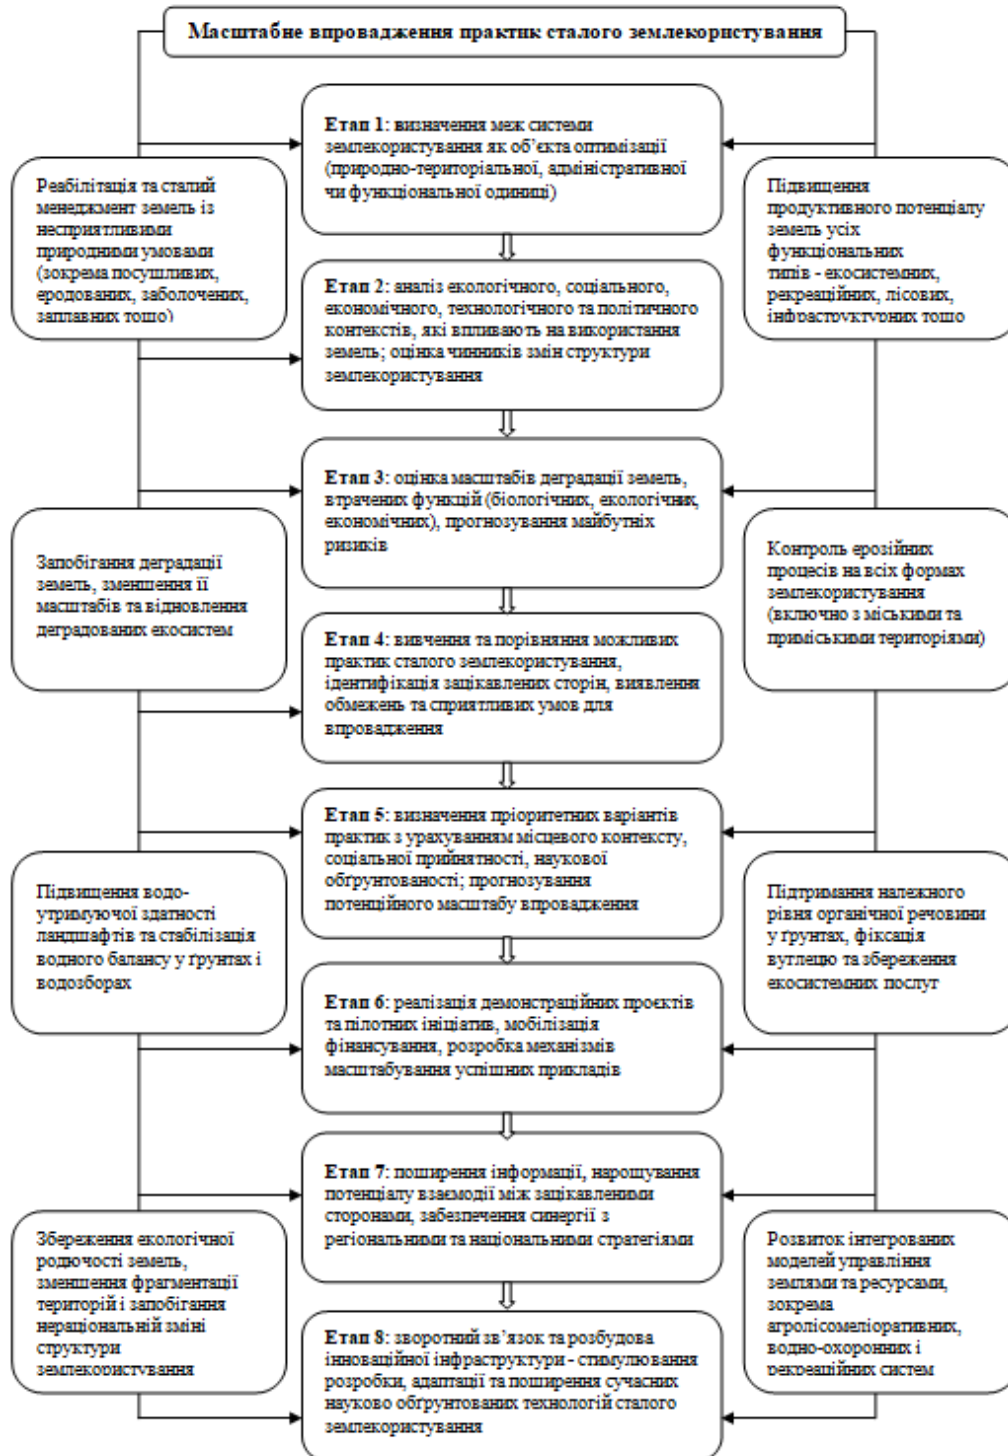 Масштабне впровадження практик сталого землекористування
Етап 1: визначення меж системи
землекористування як об’єкта оптимізації
(природно-територіальної, адміністративної
чи функціональної одиниці)
Реабілітація та сталий
менеджмент земель із
несприятливими
природними умовами
(зокрема посушливих,
еродованих, заболочених,
заплавних тощо)
Підвищення
продуктивного потенціалу
земель усіх
функціональних
типів - екосистемних,
рекреаційних, лісових,
інфраструктурних тощо
Етап 2: аналіз екологічного, соціального,
економічного, технологічного та політичного
контекстів, які впливають на використання
земель; оцінка чинників змін структури
землекористування
Етап 3: оцінка масштабів деградації земель,
втрачених функцій (біологічних, екологічних,
економічних), прогнозування майбутніх
ризиків
Запобігання деградації
земель, зменшення її
масштабів та відновлення
деградованих екосистем
Контроль ерозійних
процесів на всіх формах
землекористування
(включно з міськими та
приміськими територіями)
Етап 4: вивчення та порівняння можливих
практик сталого землекористування,
ідентифікація зацікавлених сторін, виявлення
обмежень та сприятливих умов для
впровадження
Етап 5: визначення пріоритетних варіантів
практик з урахуванням місцевого контексту,
соціальної прийнятності, наукової
обґрунтованості; прогнозування
потенційного масштабу впровадження
Підвищення водо-
утримуючої здатності
ландшафтів та стабілізація
водного балансу у ґрунтах і
водозборах
Підтримання належного
рівня органічної речовини
у ґрунтах, фіксація
вуглецю та збереження
екосистемних послуг
Етап 6: реалізація демонстраційних проєктів
та пілотних ініціатив, мобілізація
фінансування, розробка механізмів
масштабування успішних прикладів
Етап 7: поширення інформації, нарощування
потенціалу взаємодії між зацікавленими
сторонами, забезпечення синергії з
регіональними та національними стратегіями
Збереження екологічної
родючості земель,
зменшення фрагментації
територій і запобігання
нераціональній зміні
структури
землекористування
Розвиток інтегрованих
моделей управління
землями та ресурсами,
зокрема
агролісомеліоративних,
водно-охоронних і
рекреаційних систем
Етап 8: зворотний зв’язок та розбудова
інноваційної інфраструктури - стимулювання
розробки, адаптації та поширення сучасних
науково обґрунтованих технологій сталого
землекористування